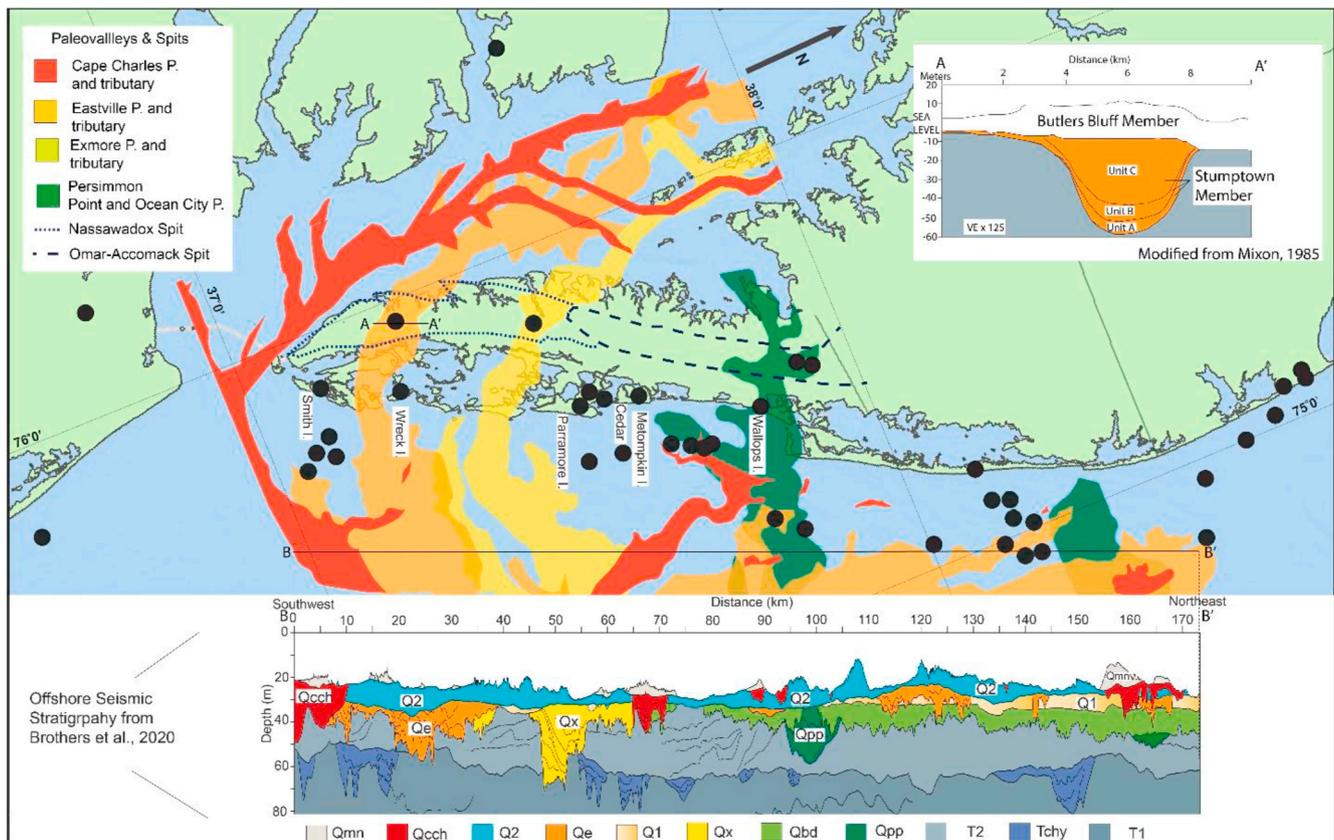 Paleovallleys & Spits
Cape Charles P.
and tributary
Eastville P. and
tributary
Exmore P. and
tributary
Persimmon
Point and Ocean City P.
Nassawadox Spit
Omar-Accomack Spit
N
38°0'
37°0'
76°0'
75°0'
A
A'
Smith I.
Wreck I.
Parramore I.
Cedar I.
Metompkin I.
Wallops I.
B
B'
A
Distance (km)
A'
Meters
2
4
6
8
20
10
SEA
LEVEL
-10
-20
-30
-40
-50
-60
Butlers Bluff Member
Unit C
Unit B
Unit A
Stumptown
Member
VE x 125
Modified from Mixon, 1985
Southwest
Distance (km)
Northeast
B
B'
0 10 20 30 40 50 60 70 80 90 100 110 120 130 140 150 160 170
Depth (m)
0
20
40
60
80
Qcch
Q2
Qe
Qx
Q2
Qpp
Q2
Q1
Qmn
Offshore Seismic
Stratigrpahy from
Brothers et al., 2020
Qmn Qcch Q2 Qe Q1 Qx Qbd Qpp T2 Tchy T1